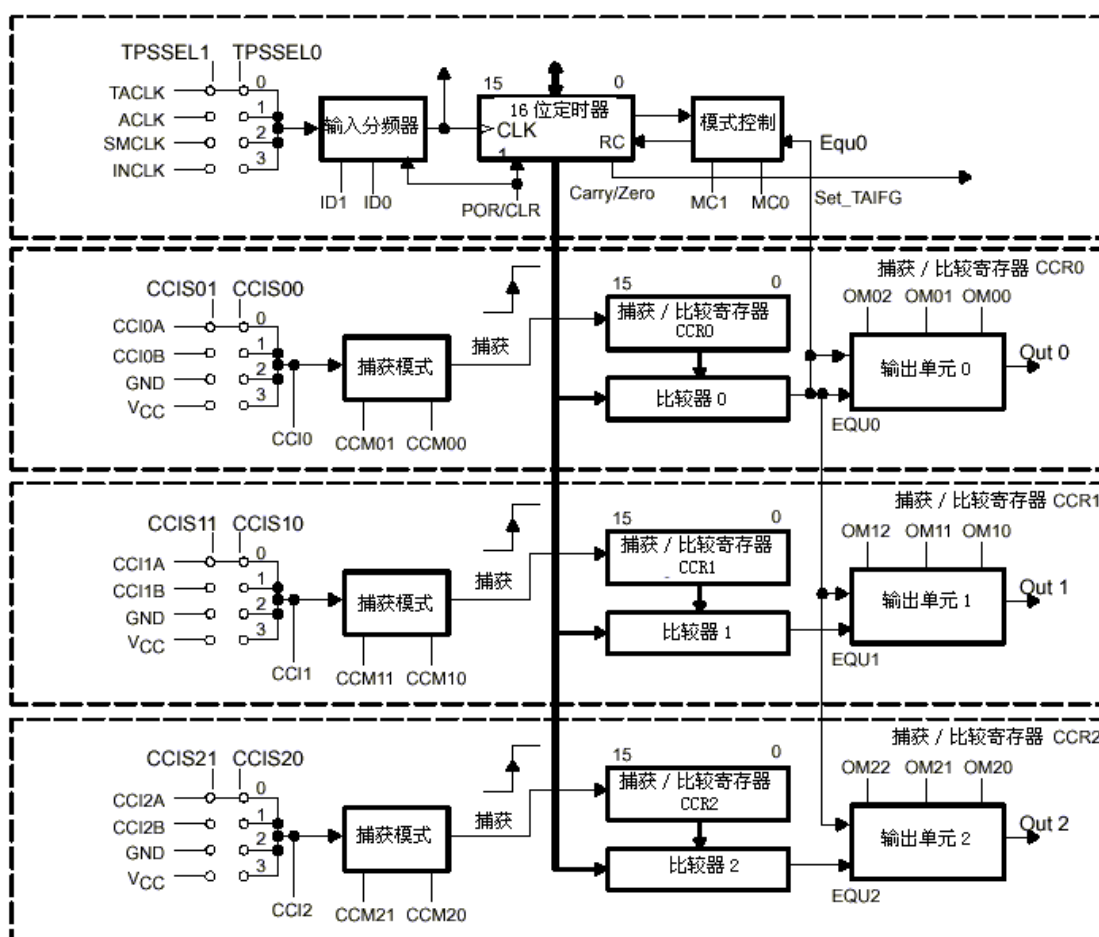 TPSSEL1 TPSSEL0
TACLK 0
ACLK 1
SMCLK 2
INCLK 3
输入分频器
ID1 ID0
15 0
16 位定时器
CLK
RC
1
POR/CLR
模式控制
Equ0
Carry/Zero
MC1 MC0
Set_TAIFG
捕获 / 比较寄存器 CCR0
CCIS01 CCIS00
CCI0A 0
CCI0B 1
GND 2
VCC 3
CCI0
捕获模式
CCM01 CCM00
捕获
15 0
捕获 / 比较寄存器
CCR0
比较器 0
OM02 OM01 OM00
输出单元 0
Out 0
EQU0
捕获 / 比较寄存器 CCR1
CCIS11 CCIS10
CCI1A 0
CCI1B 1
GND 2
VCC 3
CCI1
捕获模式
CCM11 CCM10
捕获
15 0
捕获 / 比较寄存器
CCR1
比较器 1
OM12 OM11 OM10
输出单元 1
Out 1
EQU1
捕获 / 比较寄存器 CCR2
CCIS21 CCIS20
CCI2A 0
CCI2B 1
GND 2
VCC 3
CCI2
捕获模式
CCM21 CCM20
捕获
15 0
捕获 / 比较寄存器
CCR2
比较器 2
OM22 OM21 OM20
输出单元 2
Out 2
EQU2